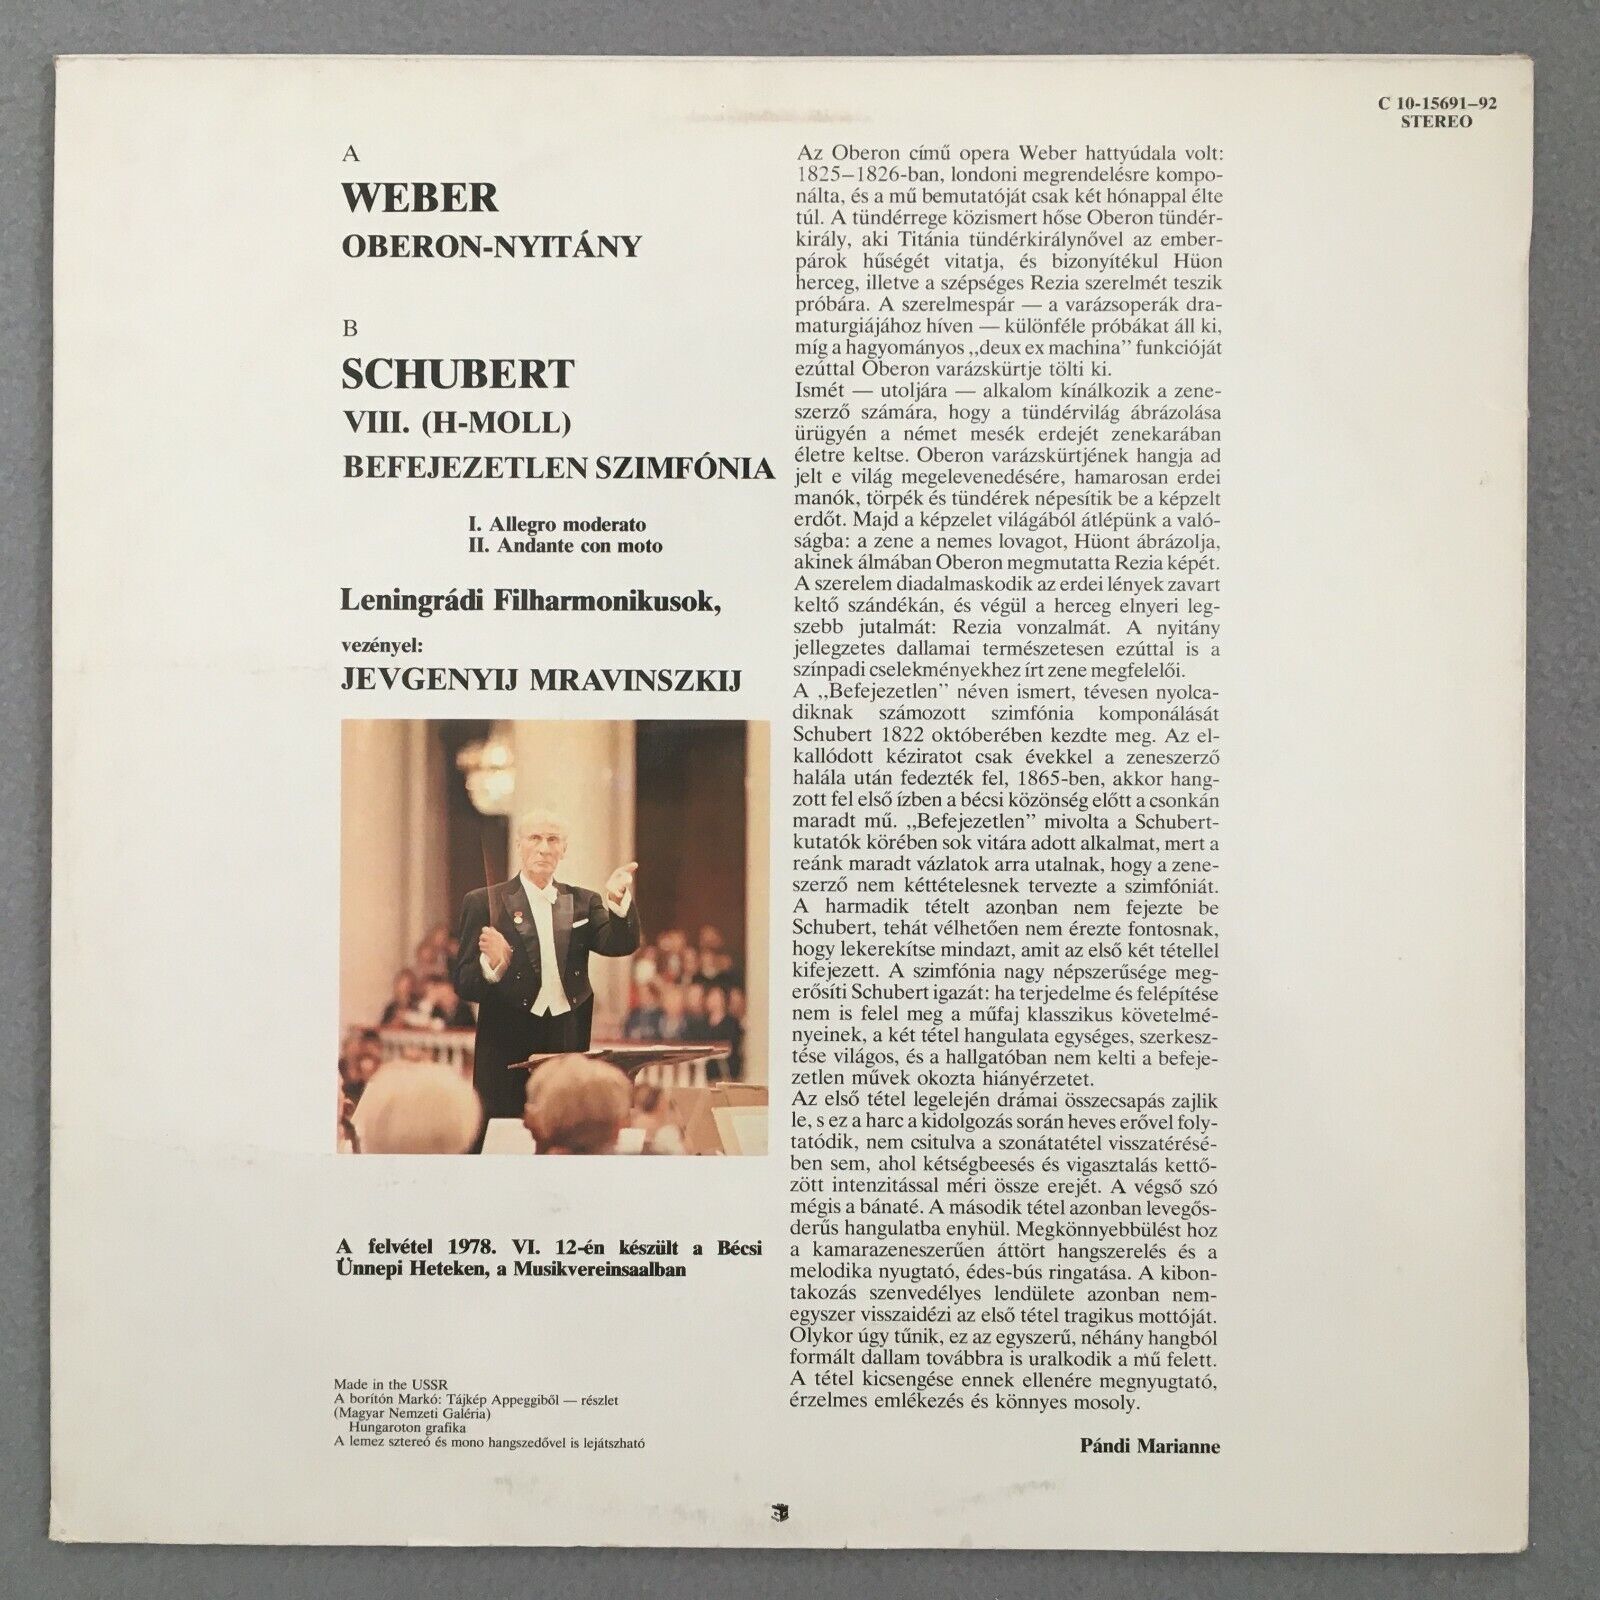 C 10-15691–92
STEREO
A
WEBER
OBERON-NYITÁNY
B
SCHUBERT
VIII. (H-MOLL)
BEFEJEZETLEN SZIMFÓNIA
I. Allegro moderato
II. Andante con moto
Leningrádi Filharmonikusok,
vezényel:
JEVGENYIJ MRAVINSZKIJ
A felvétel 1978. VI. 12-én készült a Bécsi
Ünnepi Heteken, a Musikvereinsaalban
Made in the USSR
A borítón Markó: Tájkép Appeggiből — részlet
(Magyar Nemzeti Galéria)
Hungaroton grafika
A lemez sztereó és mono hangszedővel is lejátszható
Az Oberon című opera Weber hattyúdala volt:
1825–1826-ban, londoni megrendelésre kompo-
nálta, és a mű bemutatóját csak két hónappal élte
túl. A tündérrege közismert hőse Oberon tündér-
király, aki Titánia tündérkirálynővel az ember-
párok hűségét vitatja, és bizonyítékul Hüon
herceg, illetve a szépséges Rezia szerelmét teszik
próbára. A szerelmespár — a varázsoperák dra-
maturgiájához híven — különféle próbákat áll ki,
míg a hagyományos „deux ex machina” funkcióját
ezúttal Oberon varázskürtje tölti ki.
Ismét — utoljára — alkalom kínálkozik a zene-
szerző számára, hogy a tündérvilág ábrázolása
ürügyén a német mesék erdejét zenekarában
életre keltse. Oberon varázskürtjének hangja ad
jelt e világ megelevenedésére, hamarosan erdei
manók, törpék és tündérek népesítik be a képzelt
erdőt. Majd a képzelet világából átlépünk a való-
ságba: a zene a nemes lovagot, Hüont ábrázolja,
akinek álmában Oberon megmutatta Rezia képét.
A szerelem diadalmaskodik az erdei lények zavart
keltő szándékán, és végül a herceg elnyeri leg-
szebb jutalmát: Rezia vonzalmát. A nyitány
jellegzetes dallamai természetesen ezúttal is a
színpadi cselekményekhez írt zene megfelelői.
A „Befejezetlen” néven ismert, tévesen nyolca-
diknak számozott szimfónia komponálását
Schubert 1822 októberében kezdte meg. Az el-
kallódott kéziratot csak évekkel a zeneszerző
halála után fedezték fel, 1865-ben, akkor hang-
zott fel első ízben a bécsi közönség előtt a csonkán
maradt mű. „Befejezetlen” mivolta a Schubert-
kutatók körében sok vitára adott alkalmat, mert a
reánk maradt vázlatok arra utalnak, hogy a zene-
szerző nem kéttételesnek tervezte a szimfóniát.
A harmadik tételt azonban nem fejezte be
Schubert, tehát vélhetően nem érezte fontosnak,
hogy lekerekítse mindazt, amit az első két tétellel
kifejezett. A szimfónia nagy népszerűsége meg-
erősíti Schubert igazát: ha terjedelme és felépítése
nem is felel meg a műfaj klasszikus követelmé-
nyeinek, a két tétel hangulata egységes, szerkesz-
tése világos, és a hallgatóban nem kelti a befeje-
zetlen művek okozta hiányérzetet.
Az első tétel legelején drámai összecsapás zajlik
le, s ez a harc a kidolgozás során heves erővel foly-
tatódik, nem csitulva a szonátatétel visszatérésé-
ben sem, ahol kétségbeesés és vigasztalás kettő-
zött intenzitással méri össze erejét. A végső szó
mégis a bánaté. A második tétel azonban levegős-
derűs hangulatba enyhül. Megkönnyebbülést hoz
a kamarazeneszerűen áttört hangszerelés és a
melodika nyugtató, édes-bús ringatása. A kibon-
takozás szenvedélyes lendülete azonban nem-
egyszer visszaidézi az első tétel tragikus mottóját.
Olykor úgy tűnik, ez az egyszerű, néhány hangból
formált dallam továbbra is uralkodik a mű felett.
A tétel kicsengése ennek ellenére megnyugtató,
érzelmes emlékezés és könnyes mosoly.
Pándi Marianne